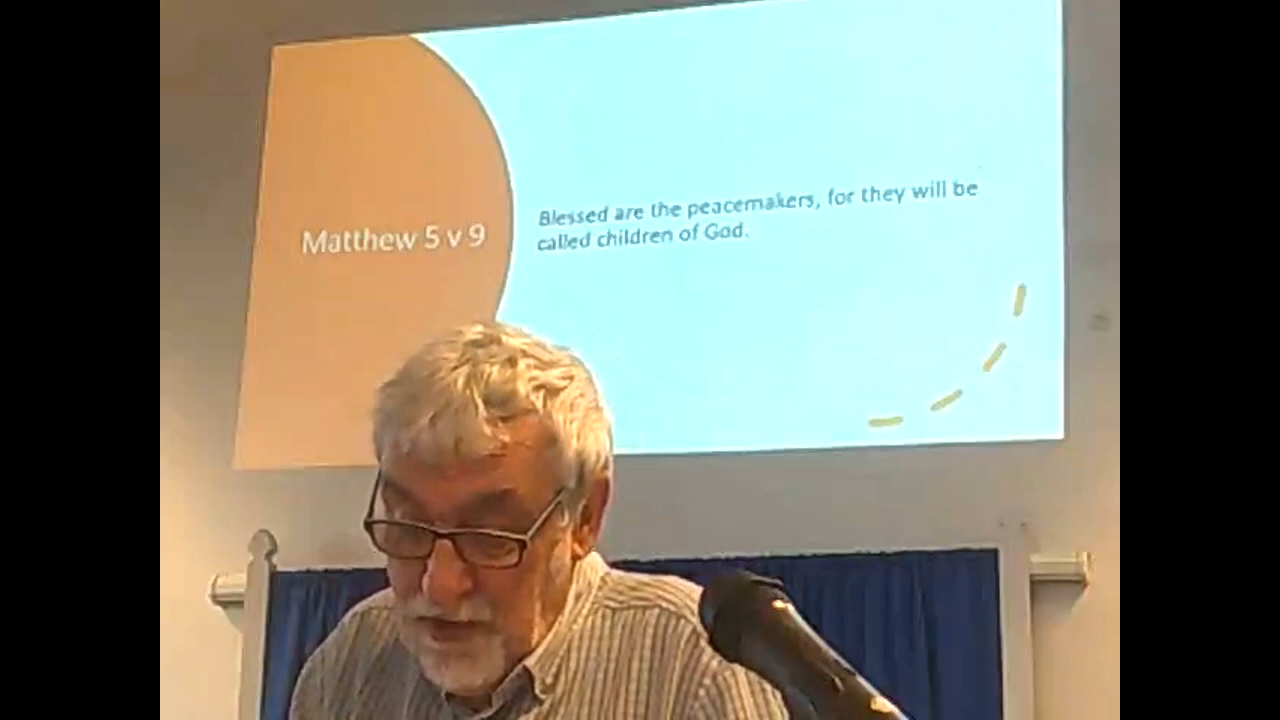 Matthew 5 v 9
Blessed are the peacemakers, for they will be
called children of God.